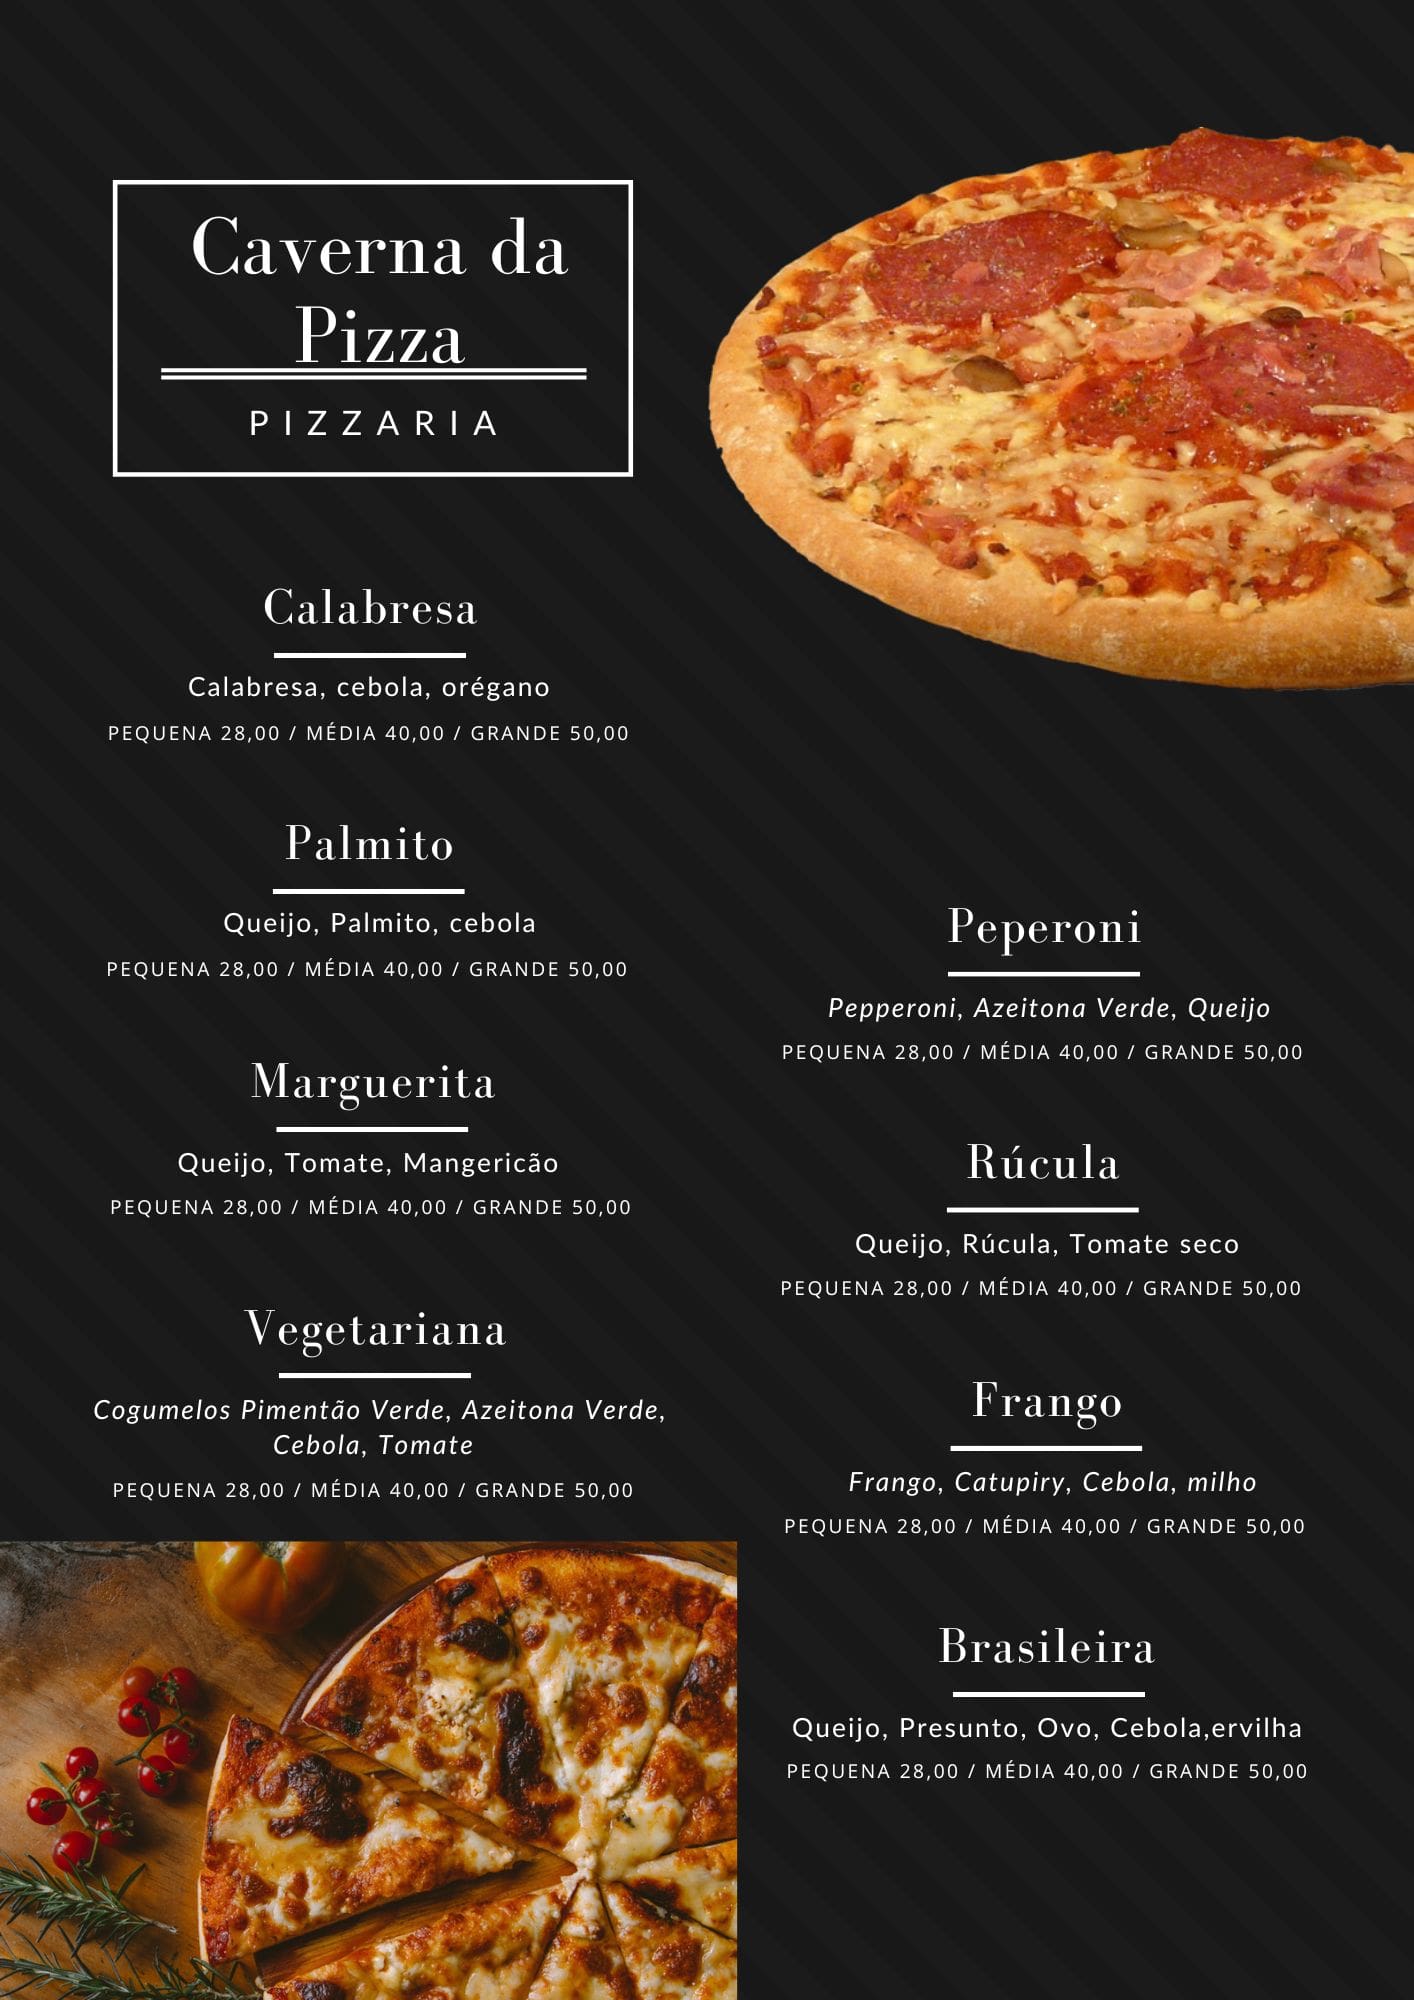 Caverna da
Pizza
PIZZARIA
Calabresa
Calabresa, cebola, orégano
PEQUENA 28,00 / MÉDIA 40,00 / GRANDE 50,00
Palmito
Queijo, Palmito, cebola
PEQUENA 28,00 / MÉDIA 40,00 / GRANDE 50,00
Marguerita
Queijo, Tomate, Mangericão
PEQUENA 28,00 / MÉDIA 40,00 / GRANDE 50,00
Vegetariana
Cogumelos Pimentão Verde, Azeitona Verde,
Cebola, Tomate
PEQUENA 28,00 / MÉDIA 40,00 / GRANDE 50,00
Peperoni
Pepperoni, Azeitona Verde, Queijo
PEQUENA 28,00 / MÉDIA 40,00 / GRANDE 50,00
Rúcula
Queijo, Rúcula, Tomate seco
PEQUENA 28,00 / MÉDIA 40,00 / GRANDE 50,00
Frango
Frango, Catupiry, Cebola, milho
PEQUENA 28,00 / MÉDIA 40,00 / GRANDE 50,00
Brasileira
Queijo, Presunto, Ovo, Cebola,ervilha
PEQUENA 28,00 / MÉDIA 40,00 / GRANDE 50,00